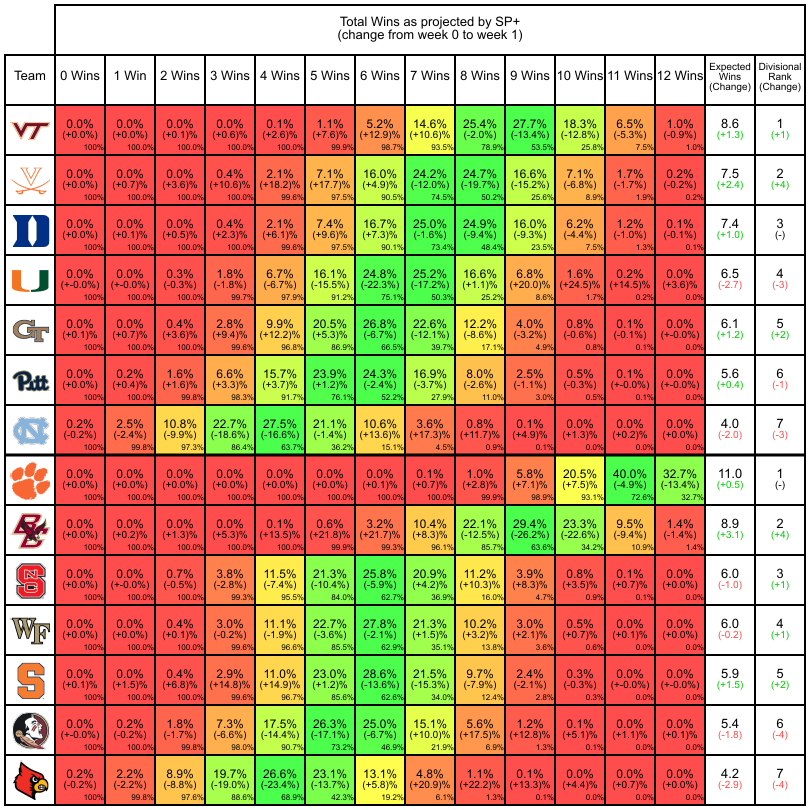 Total Wins as projected by SP+
(change from week 0 to week 1)
Team 0 Wins 1 Win 2 Wins 3 Wins 4 Wins 5 Wins 6 Wins 7 Wins 8 Wins 9 Wins 10 Wins 11 Wins 12 Wins Expected Wins (Change) Divisional Rank (Change)
VT 0.0% 0.0% 0.0% 0.0% 0.1% 1.1% 5.2% 14.6% 25.4% 27.7% 18.3% 6.5% 1.0% 8.6 1
(+0.0%) (+0.0%) (+0.1)% (+0.6)% (+2.6)% (+7.6)% (+12.9)% (+10.6)% (-2.0)% (-13.4)% (-12.8)% (-5.3)% (-0.9)% (+1.3) (+1)
100% 100.0% 100.0% 100.0% 100.0% 99.9% 98.7% 93.5% 78.9% 53.5% 25.8% 7.5% 1.0%
V 0.0% 0.0% 0.0% 0.4% 2.1% 7.1% 16.0% 24.2% 24.7% 16.6% 7.1% 1.7% 0.2% 7.5 2
(+0.0%) (+0.7)% (+3.6)% (+10.6)% (+18.2)% (+17.7)% (+4.9)% (-12.0)% (-19.7)% (-15.2)% (-6.8)% (-1.7)% (-0.2)% (+2.4) (+4)
100% 100.0% 100.0% 100.0% 99.6% 97.5% 90.5% 74.5% 50.2% 25.6% 8.9% 1.9% 0.2%
D 0.0% 0.0% 0.0% 0.4% 2.1% 7.4% 16.7% 25.0% 24.9% 16.0% 6.2% 1.2% 0.1% 7.4 3
(+0.0%) (+0.1)% (+0.5)% (+2.3)% (+6.1)% (+9.6)% (+7.3)% (-1.6)% (-9.4)% (-9.3)% (-4.4)% (-1.0)% (-0.1)% (+1.0) (-)
100% 100.0% 100.0% 100.0% 99.6% 97.5% 90.1% 73.4% 48.4% 23.5% 7.5% 1.3% 0.1%
U 0.0% 0.0% 0.3% 1.8% 6.7% 16.1% 24.8% 25.2% 16.6% 6.8% 1.6% 0.2% 0.0% 6.5 4
(+-0.0%) (+-0.0)% (-0.3)% (-1.8)% (-6.7)% (-15.5)% (-22.3)% (-17.2)% (+1.1)% (+20.0)% (+24.5)% (+14.5)% (+3.6)% (-2.7) (-3)
100% 100.0% 100.0% 99.7% 97.9% 91.2% 75.1% 50.3% 25.2% 8.6% 1.7% 0.2% 0.0%
GT 0.0% 0.0% 0.4% 2.8% 9.9% 20.5% 26.8% 22.6% 12.2% 4.0% 0.8% 0.1% 0.0% 6.1 5
(+0.1%) (+0.7)% (+3.6)% (+9.4)% (+12.2)% (+5.3)% (-6.7)% (-12.1)% (-8.6)% (-3.2)% (-0.6)% (-0.1)% (+0.0)% (+1.2) (+2)
100% 100.0% 100.0% 99.6% 96.8% 86.9% 66.5% 39.7% 17.1% 4.9% 0.8% 0.1% 0.0%
Pitt 0.0% 0.2% 1.6% 6.6% 15.7% 23.9% 24.3% 16.9% 8.0% 2.5% 0.5% 0.1% 0.0% 5.6 6
(+0.0%) (+0.4)% (+1.6)% (+3.3)% (+3.7)% (+1.2)% (-2.4)% (-3.7)% (-2.6)% (-1.1)% (-0.3)% (+-0.0)% (+0.0)% (+0.4) (-1)
100% 100.0% 99.8% 98.3% 91.7% 76.1% 52.2% 27.9% 11.0% 3.0% 0.5% 0.1% 0.0%
NC 0.2% 2.5% 10.8% 22.7% 27.5% 21.1% 10.6% 3.6% 0.8% 0.1% 0.0% 0.0% 0.0% 4.0 7
(-0.2%) (-2.4)% (-9.9)% (-18.6)% (-16.6)% (-1.4)% (+13.6)% (+17.3)% (+11.7)% (+4.9)% (+1.3)% (+0.2)% (+0.0)% (-2.0) (-3)
100% 99.8% 97.3% 86.4% 63.7% 36.2% 15.1% 4.5% 0.9% 0.1% 0.0% 0.0% 0.0%
0.0% 0.0% 0.0% 0.0% 0.0% 0.0% 0.0% 0.1% 1.0% 5.8% 20.5% 40.0% 32.7% 11.0 1
(+0.0%) (+0.0)% (+0.0)% (+0.0)% (+0.0)% (+0.0)% (+0.1)% (+0.7)% (+2.8)% (+7.1)% (+7.5)% (-4.9)% (-13.4)% (+0.5) (-)
100% 100.0% 100.0% 100.0% 100.0% 100.0% 100.0% 100.0% 99.9% 98.9% 93.1% 72.6% 32.7%
BC 0.0% 0.0% 0.0% 0.0% 0.1% 0.6% 3.2% 10.4% 22.1% 29.4% 23.3% 9.5% 1.4% 8.9 2
(+0.0%) (+0.2)% (+1.3)% (+5.3)% (+13.5)% (+21.8)% (+21.7)% (+8.3)% (-12.5)% (-26.2)% (-22.6)% (-9.4)% (-1.4)% (+3.1) (+4)
100% 100.0% 100.0% 100.0% 100.0% 99.9% 99.3% 96.1% 85.7% 63.6% 34.2% 10.9% 1.4%
NCS 0.0% 0.0% 0.7% 3.8% 11.5% 21.3% 25.8% 20.9% 11.2% 3.9% 0.8% 0.1% 0.0% 6.0 3
(+0.0%) (+-0.0)% (-0.5)% (-2.8)% (-7.4)% (-10.4)% (-5.9)% (+4.2)% (+10.3)% (+8.3)% (+3.5)% (+0.7)% (+0.0)% (-1.0) (+1)
100% 100.0% 100.0% 99.3% 95.5% 84.0% 62.7% 36.9% 16.0% 4.7% 0.9% 0.1% 0.0%
WF 0.0% 0.0% 0.4% 3.0% 11.1% 22.7% 27.8% 21.3% 10.2% 3.0% 0.5% 0.0% 0.0% 6.0 4
(+0.0%) (+0.0)% (+0.1)% (-0.2)% (-1.9)% (-3.6)% (-2.1)% (+1.5)% (+3.2)% (+2.1)% (+0.7)% (+0.1)% (+0.0)% (-0.2) (+1)
100% 100.0% 100.0% 99.6% 96.6% 85.5% 62.9% 35.1% 13.8% 3.6% 0.6% 0.0% 0.0%
S 0.0% 0.0% 0.4% 2.9% 11.0% 23.0% 28.6% 21.5% 9.7% 2.4% 0.3% 0.0% 0.0% 5.9 5
(+0.1%) (+1.5)% (+6.8)% (+14.8)% (+14.9)% (+1.2)% (-13.6)% (-15.3)% (-7.9)% (-2.1)% (-0.3)% (+-0.0)% (+-0.0)% (+1.5) (+2)
100% 100.0% 100.0% 99.6% 96.7% 85.6% 62.6% 34.0% 12.4% 2.8% 0.3% 0.0% 0.0%
0.0% 0.2% 1.8% 7.3% 17.5% 26.3% 25.0% 15.1% 5.6% 1.2% 0.1% 0.0% 0.0% 5.4 6
(+-0.0%) (-0.2)% (-1.7)% (-6.6)% (-14.4)% (-17.1)% (-6.7)% (+10.0)% (+17.5)% (+12.8)% (+5.1)% (+1.1)% (+0.1)% (-1.8) (-4)
100% 100.0% 99.8% 98.0% 90.7% 73.2% 46.9% 21.9% 6.9% 1.3% 0.1% 0.0% 0.0%
0.2% 2.2% 8.9% 19.7% 26.6% 23.1% 13.1% 4.8% 1.1% 0.1% 0.0% 0.0% 0.0% 4.2 7
(-0.2%) (-2.2)% (-8.8)% (-19.0)% (-23.4)% (-13.7)% (+5.8)% (+20.9)% (+22.2)% (+13.3)% (+4.4)% (+0.7)% (+0.0)% (-2.9) (-4)
100% 99.8% 97.6% 88.6% 68.9% 42.3% 19.2% 6.1% 1.3% 0.1% 0.0% 0.0% 0.0%